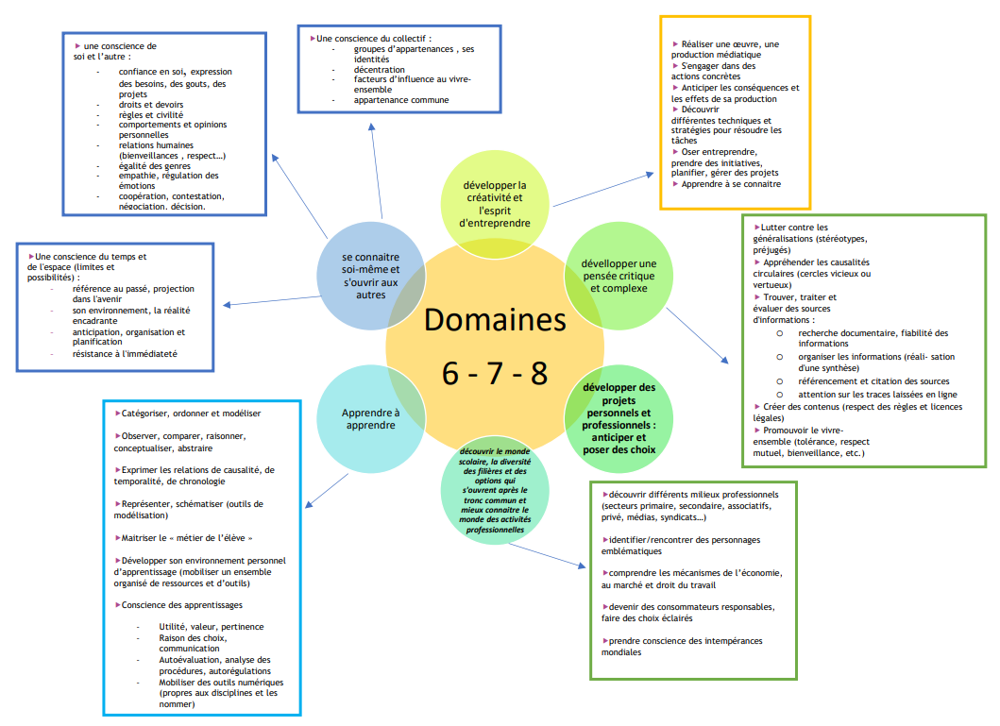 ▶ une conscience de
soi et l'autre :
- confiance en soi, expression
des besoins, des gouts, des
projets
- droits et devoirs
- règles et civilité
- comportements et opinions
personnelles
- relations humaines
(bienveillances , respect…)
- égalité des genres
- empathie, régulation des
émotions
- coopération, contestation,
négociation. décision.
▶Une conscience du collectif :
- groupes d'appartenances , ses
identités
- décentration
- facteurs d'influence au vivre-
ensemble
- appartenance commune
▶ Réaliser une œuvre, une
production médiatique
▶ S'engager dans des
actions concrètes
▶ Anticiper les conséquences et
les effets de sa production
▶ Découvrir
différentes techniques et
stratégies pour résoudre les
tâches
▶ Oser entreprendre,
prendre des initiatives,
planifier, gérer des projets
▶ Apprendre à se connaitre
développer la
créativité et
l'esprit
d'entreprendre
se connaitre
soi-même et
s'ouvrir aux
autres
développer une
pensée critique
et complexe
▶Une conscience du temps et
de l'espace (limites et
possibilités) :
- référence au passé, projection
dans l'avenir
- son environnement, la réalité
encadrante
- anticipation, organisation et
planification
- résistance à l'immédiateté
▶Lutter contre les
généralisations (stéréotypes,
préjugés)
▶ Appréhender les causalités
circulaires (cercles vicieux ou
vertueux)
▶ Trouver, traiter et
évaluer des sources
d'informations :
o recherche documentaire, fiabilité des
informations
o organiser les informations (réali- sation
d'une synthèse)
o référencement et citation des sources
o attention sur les traces laissées en ligne
▶ Créer des contenus (respect des règles et licences
légales)
▶ Promouvoir le vivre-
ensemble (tolérance, respect
mutuel, bienveillance, etc.)
Domaines
6 - 7 - 8
Apprendre à
apprendre
développer des
projets
personnels et
professionnels :
anticiper et
poser des choix
découvrir le monde
scolaire, la diversité
des filières et des
options qui
s'ouvrent après le
tronc commun et
mieux connaitre le
monde des activités
professionnelles
▶Catégoriser, ordonner et modéliser
▶Observer, comparer, raisonner,
conceptualiser, abstraire
▶Exprimer les relations de causalité, de
temporalité, de chronologie
▶Représenter, schématiser (outils de
modélisation)
▶Maitriser le « métier de l'élève »
▶Développer son environnement personnel
d'apprentissage (mobiliser un ensemble
organisé de ressources et d'outils)
▶Conscience des apprentissages
- Utilité, valeur, pertinence
- Raison des choix,
communication
- Autoévaluation, analyse des
procédures, autorégulations
- Mobiliser des outils numériques
(propres aux disciplines et les
nommer)
▶découvrir différents milieux professionnels
(secteurs primaire, secondaire, associatifs,
privé, médias, syndicats…)
▶identifier/rencontrer des personnages
emblématiques
▶comprendre les mécanismes de l'économie,
au marché et droit du travail
▶devenir des consommateurs responsables,
faire des choix éclairés
▶prendre conscience des intempérances
mondiales